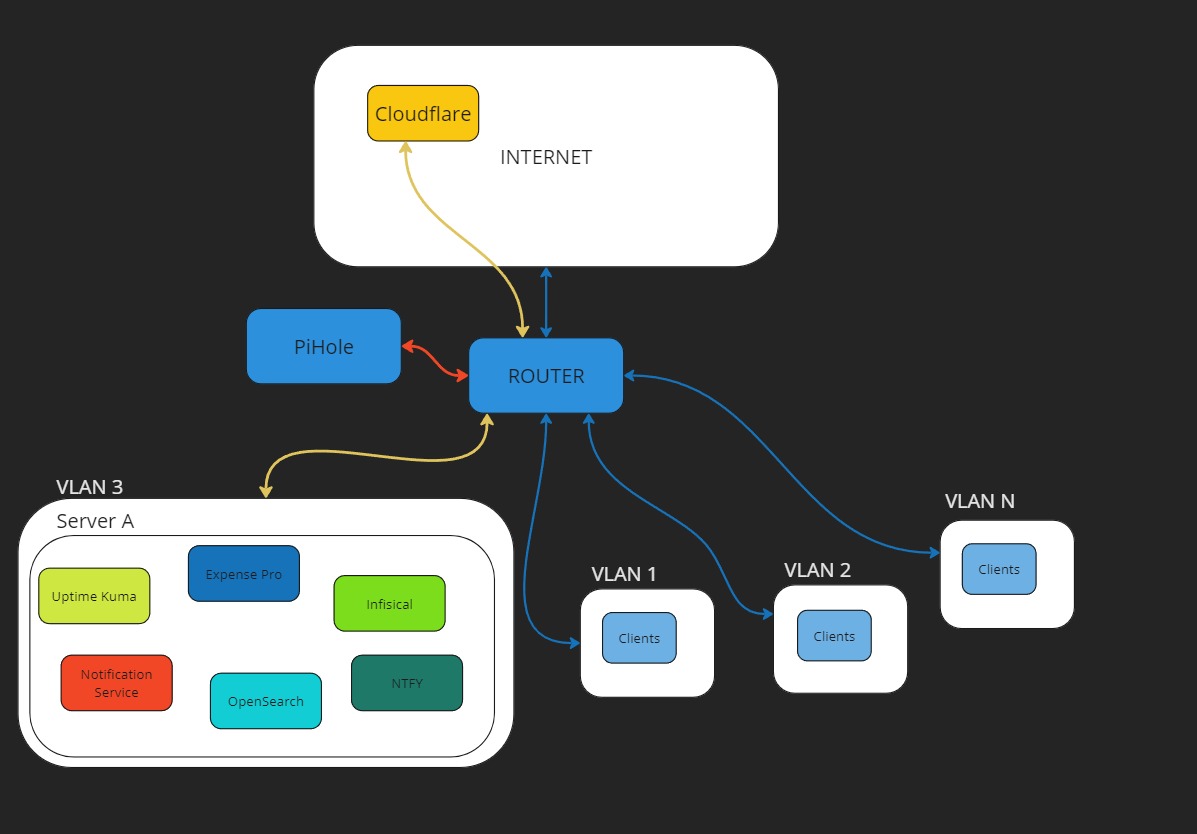 Cloudflare
INTERNET
PiHole
ROUTER
VLAN 3
Server A
Expense Pro
Uptime Kuma
Infisical
Notification
Service
OpenSearch
NTFY
VLAN 1
Clients
VLAN 2
Clients
VLAN N
Clients